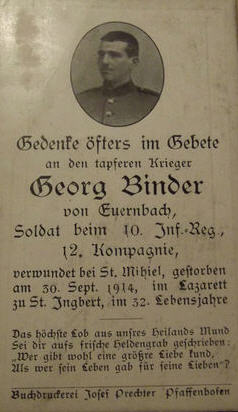 Gedenke öfters im Gebete
an den tapferen Krieger
Georg Binder
von Euernbach,
Soldat beim 10. Inf.-Reg.,
12. Kompagnie,
verwundet bei St. Mihiel, gestorben
am 30. Sept. 1914, im Lazarett
zu St. Ingbert, im 32. Lebensjahre
Das höchste Lob aus unsres Heilands Mund
Sei dir aufs frische Heldengrab geschrieben:
„Wer gibt wohl eine größre Liebe kund,
Als wer sein Leben gab für seine Lieben?“
Buchdruckerei Josef Prechter Pfaffenhofen